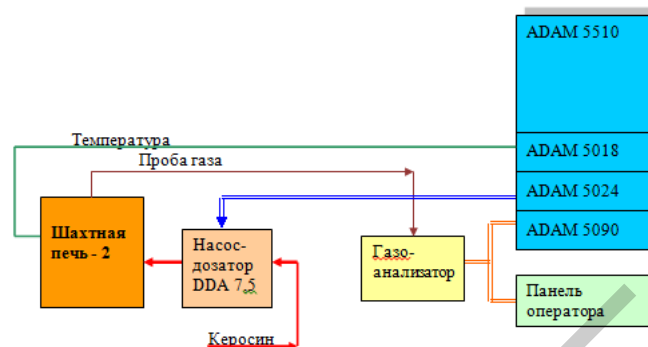 ADAM 5510
Температура
ADAM 5018
Проба газа
ADAM 5024
Шахтная
печь - 2
Насос-
дозатор
DDA 7,5
Газо-
анализатор
ADAM 5090
Панель
оператора
Керосин